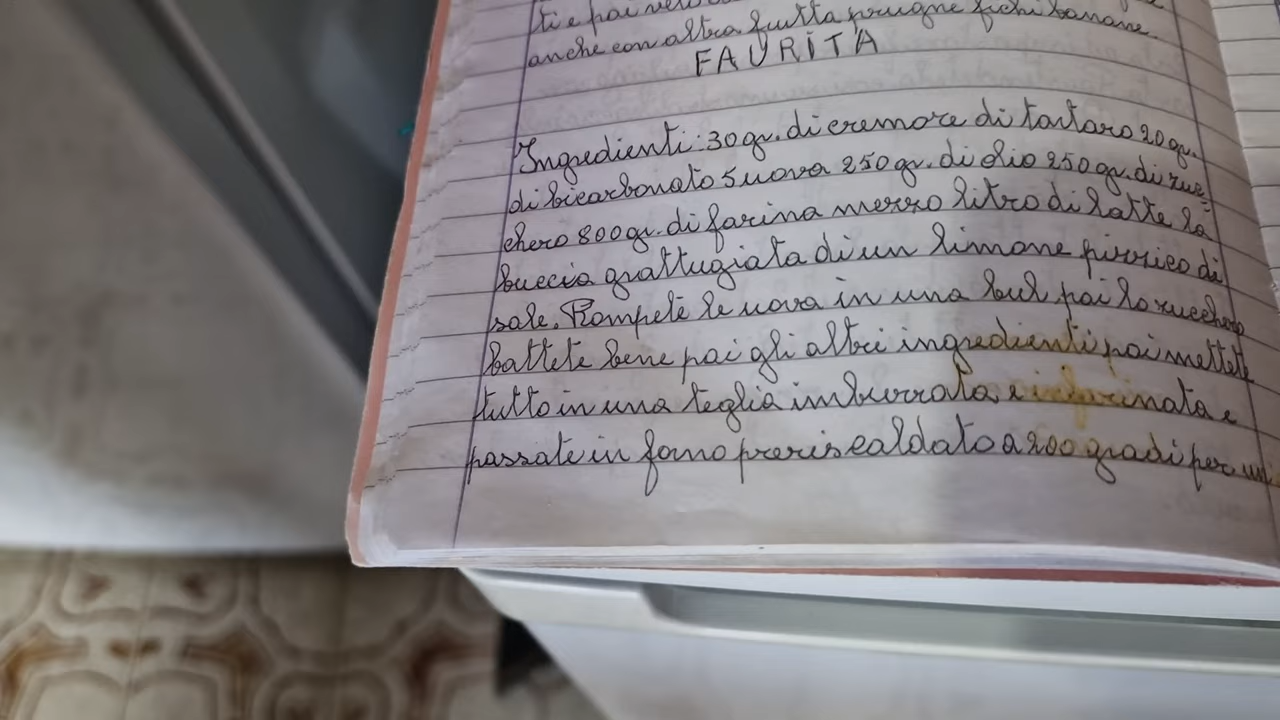 ti e poi
anche con altra frutta prugne fichi banane.
FAURITA
Ingredienti: 30 gr. di cremore di tartaro 20 gr.
di bicarbonato 5 uova 250 gr. di olio 250 gr. di zuc
chero 800 gr. di farina mezzo litro di latte la
buccia grattugiata di un limone pizzico di
sale. Rompete le uova in una bul poi lo zucchero
battete bene poi gli altri ingredienti poi mettete
tutto in una teglia imburrata e infarinata e
passate in forno preriscaldato a 200 gradi per